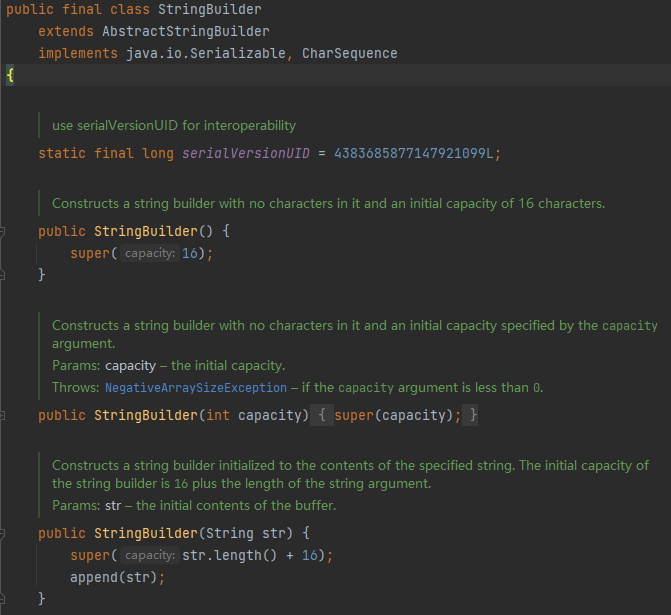 public final class StringBuilder
extends AbstractStringBuilder
implements java.io.Serializable, CharSequence
{
use serialVersionUID for interoperability
static final long serialVersionUID = 4383685877147921099L;
Constructs a string builder with no characters in it and an initial capacity of 16 characters.
public StringBuilder() {
super( capacity: 16);
}
Constructs a string builder with no characters in it and an initial capacity specified by the capacity
argument.
Params: capacity – the initial capacity.
Throws: NegativeArraySizeException – if the capacity argument is less than 0.
public StringBuilder(int capacity) { super(capacity); }
Constructs a string builder initialized to the contents of the specified string. The initial capacity of
the string builder is 16 plus the length of the string argument.
Params: str – the initial contents of the buffer.
public StringBuilder(String str) {
super( capacity: str.length() + 16);
append(str);
}